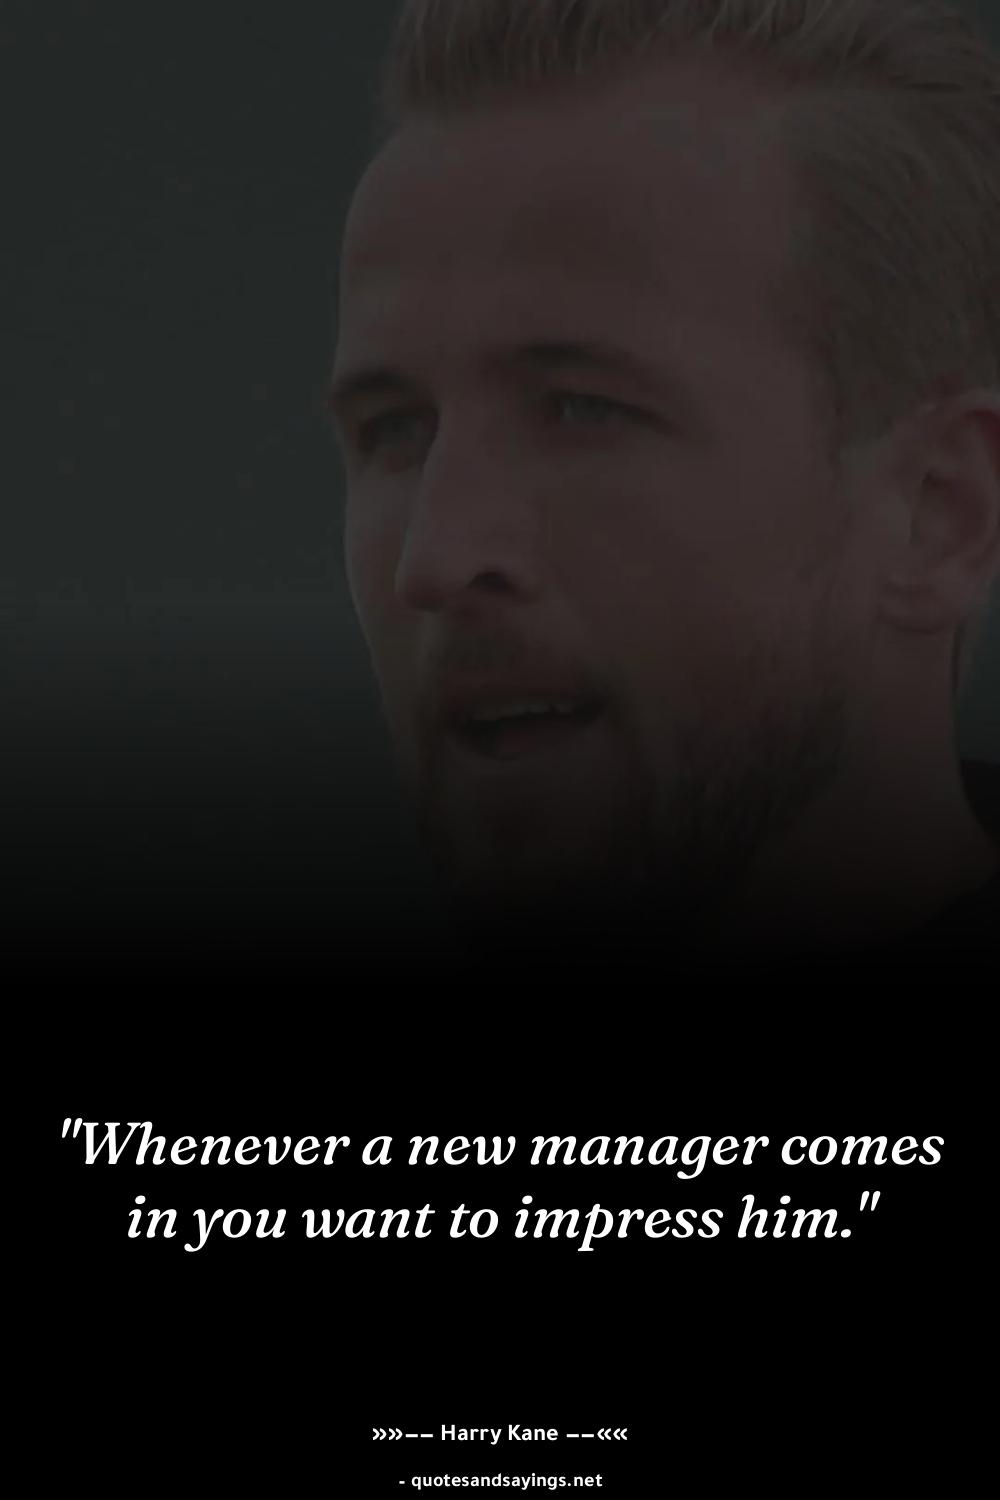 "Whenever a new manager comes
in you want to impress him."
»»–– Harry Kane ––««
- quotesandsayings.net